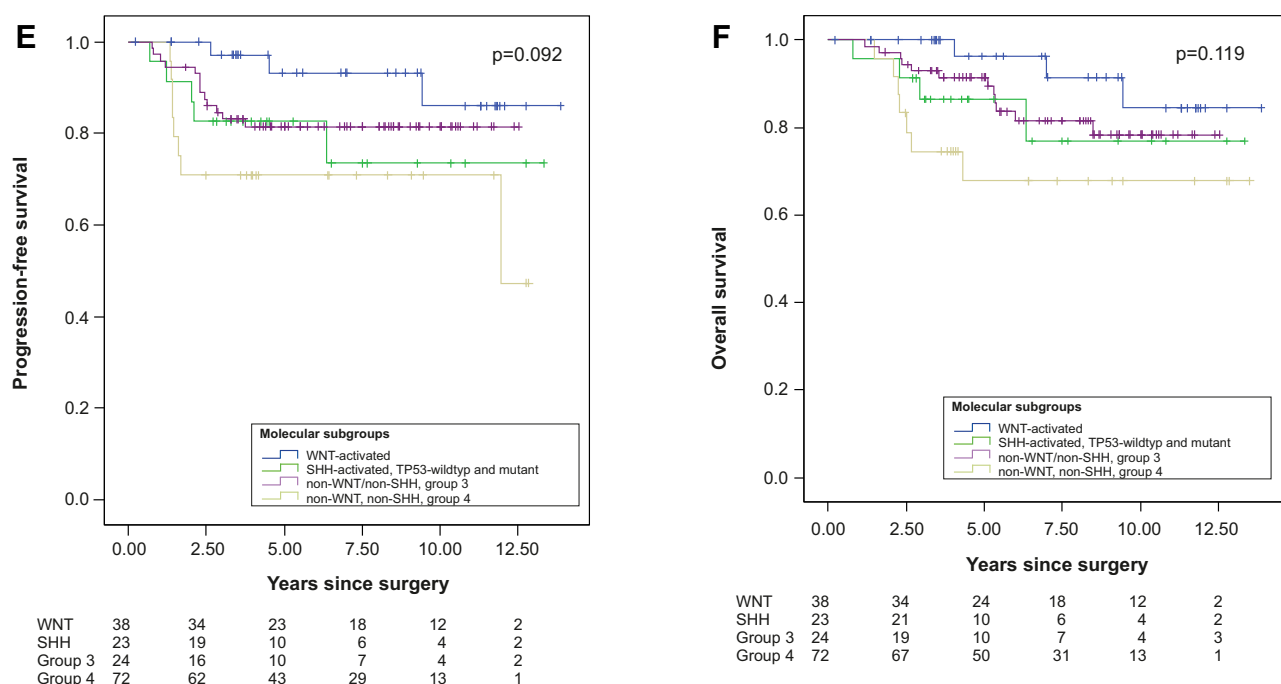 E
p=0.092
Progression-free survival
1.0
0.8
0.6
0.4
0.2
0.0
Molecular subgroups
WNT-activated
SHH-activated, TP53-wildtyp and mutant
non-WNT/non-SHH, group 3
non-WNT, non-SHH, group 4
0.00 2.50 5.00 7.50 10.00 12.50
Years since surgery
WNT 38 34 23 18 12 2
SHH 23 19 10 6 4 2
Group 3 24 16 10 7 4 2
Group 4 72 62 43 29 13 1
F
p=0.119
Overall survival
1.0
0.8
0.6
0.4
0.2
0.0
Molecular subgroups
WNT-activated
SHH-activated, TP53-wildtyp and mutant
non-WNT/non-SHH, group 3
non-WNT, non-SHH, group 4
0.00 2.50 5.00 7.50 10.00 12.50
Years since surgery
WNT 38 34 24 18 12 2
SHH 23 21 10 6 4 2
Group 3 24 19 10 7 4 3
Group 4 72 67 50 31 13 1